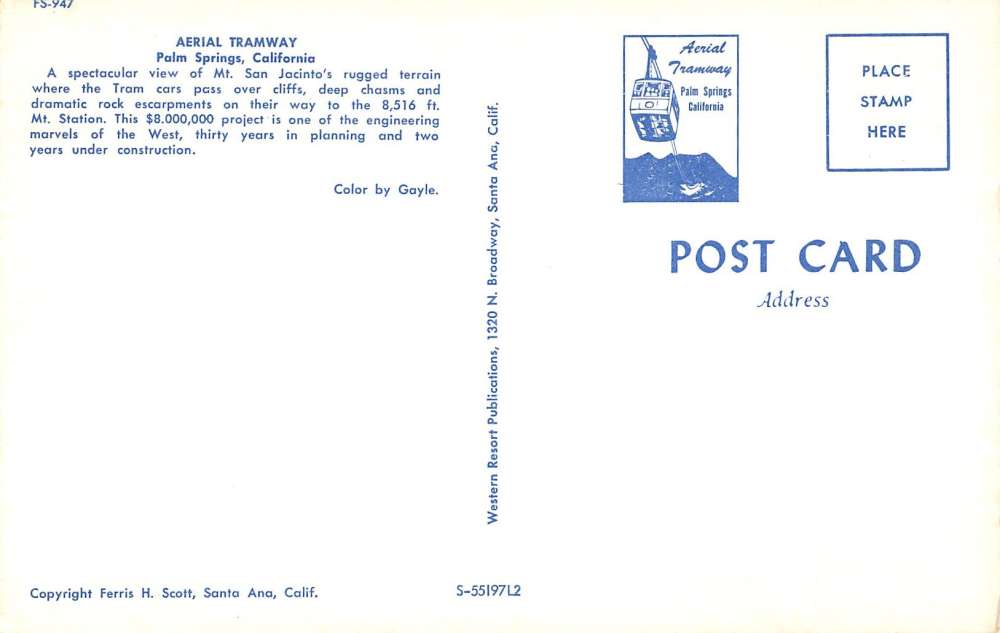 FS-947
AERIAL TRAMWAY
Palm Springs, California
A spectacular view of Mt. San Jacinto's rugged terrain
where the Tram cars pass over cliffs, deep chasms and
dramatic rock escarpments on their way to the 8,516 ft.
Mt. Station. This $8.000,000 project is one of the engineering
marvels of the West, thirty years in planning and two
years under construction.
Color by Gayle.
Copyright Ferris H. Scott, Santa Ana, Calif.
Western Resort Publications, 1320 N. Broadway, Santa Ana, Calif.
S-55197L2
Aerial
Tramway
Palm Springs
California
PLACE
STAMP
HERE
POST CARD
Address